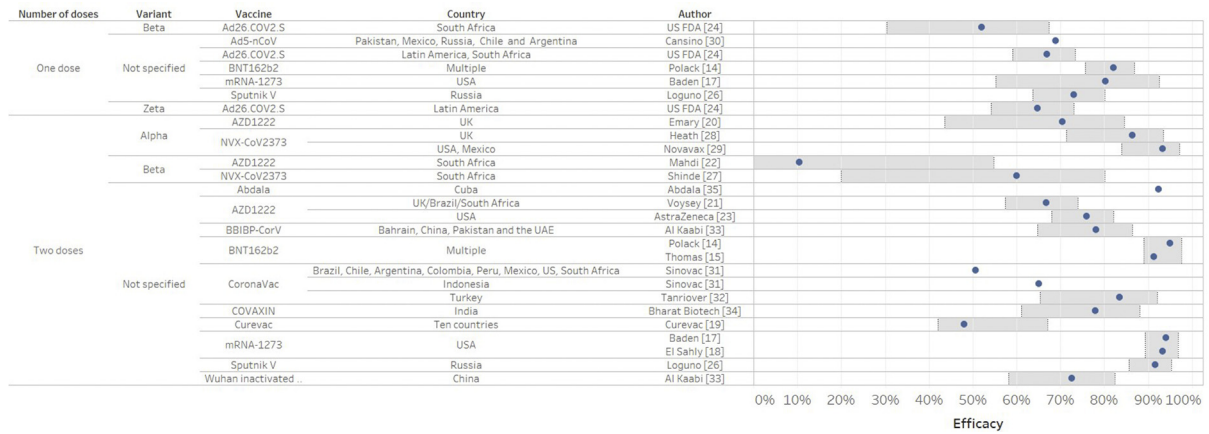 Number of doses Variant Vaccine Country Author
Beta Ad26.COV2.S South Africa US FDA [24]
Ad5-nCoV Pakistan, Mexico, Russia, Chile and Argentina Cansino [30]
Ad26.COV2.S Latin America, South Africa US FDA [24]
One dose Not specified BNT162b2 Multiple Polack [14]
mRNA-1273 USA Baden [17]
Sputnik V Russia Loguno [26]
Zeta Ad26.COV2.S Latin America US FDA [24]
AZD1222 UK Emary [20]
Alpha NVX-CoV2373 UK Heath [28]
USA, Mexico Novavax [29]
Beta AZD1222 South Africa Mahdi [22]
NVX-CoV2373 South Africa Shinde [27]
Abdala Cuba Abdala [35]
AZD1222 UK/Brazil/South Africa Voysey [21]
USA AstraZeneca [23]
BBIBP-CorV Bahrain, China, Pakistan and the UAE Al Kaabi [33]
Two doses BNT162b2 Multiple Polack [14]
Thomas [15]
Not specified CoronaVac Brazil, Chile, Argentina, Colombia, Peru, Mexico, US, South Africa Sinovac [31]
Indonesia Sinovac [31]
Turkey Tanriover [32]
COVAXIN India Bharat Biotech [34]
Curevac Ten countries Curevac [19]
mRNA-1273 USA Baden [17]
El Sahly [18]
Sputnik V Russia Loguno [26]
Wuhan inactivated .. China Al Kaabi [33]
0% 10% 20% 30% 40% 50% 60% 70% 80% 90% 100%
Efficacy